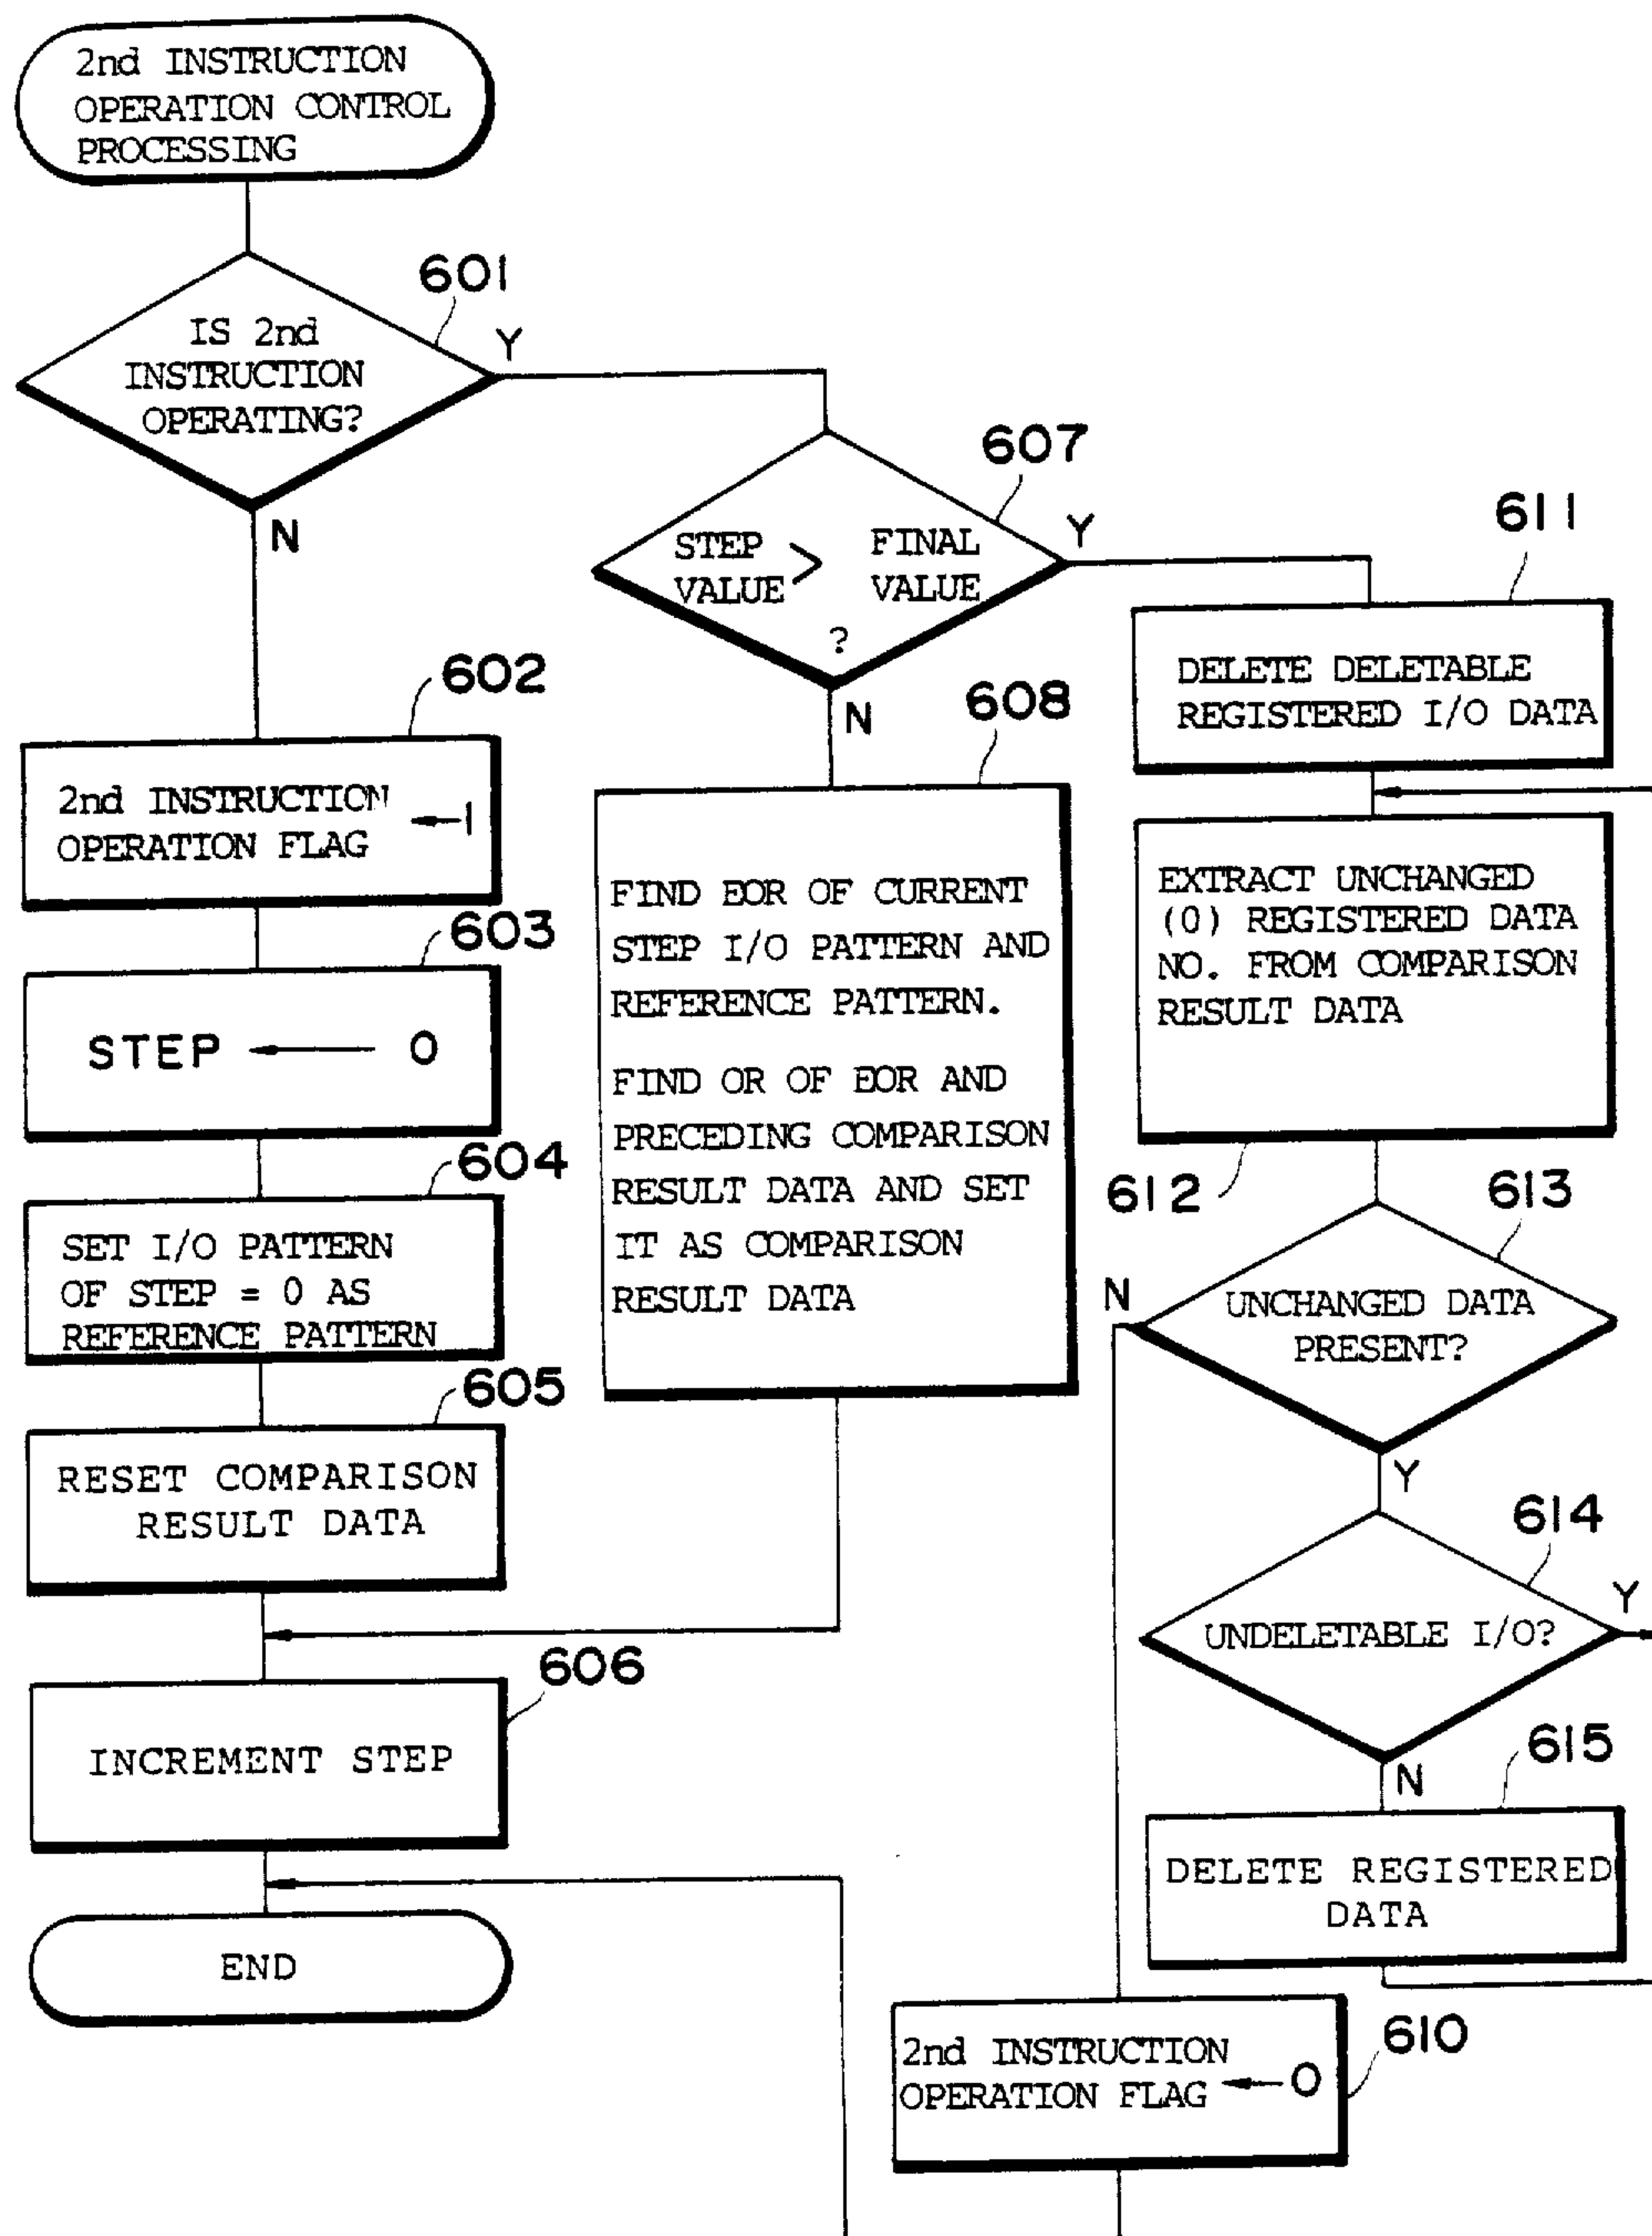 2nd INSTRUCTION
OPERATION CONTROL
PROCESSING
601
IS 2nd
INSTRUCTION
OPERATING?
Y
N
602
2nd INSTRUCTION
OPERATION FLAG ← 1
603
STEP ← 0
604
SET I/O PATTERN
OF STEP = 0 AS
REFERENCE PATTERN
605
RESET COMPARISON
RESULT DATA
606
INCREMENT STEP
END
607
STEP VALUE > FINAL VALUE
?
Y
N
608
FIND EOR OF CURRENT
STEP I/O PATTERN AND
REFERENCE PATTERN.
FIND OR OF EOR AND
PRECEDING COMPARISON
RESULT DATA AND SET
IT AS COMPARISON
RESULT DATA
611
DELETE DELETABLE
REGISTERED I/O DATA
EXTRACT UNCHANGED
(0) REGISTERED DATA
NO. FROM COMPARISON
RESULT DATA
612
613
N
UNCHANGED DATA
PRESENT?
Y
614
UNDELETABLE I/O?
Y
N
615
DELETE REGISTERED
DATA
610
2nd INSTRUCTION
OPERATION FLAG ← 0